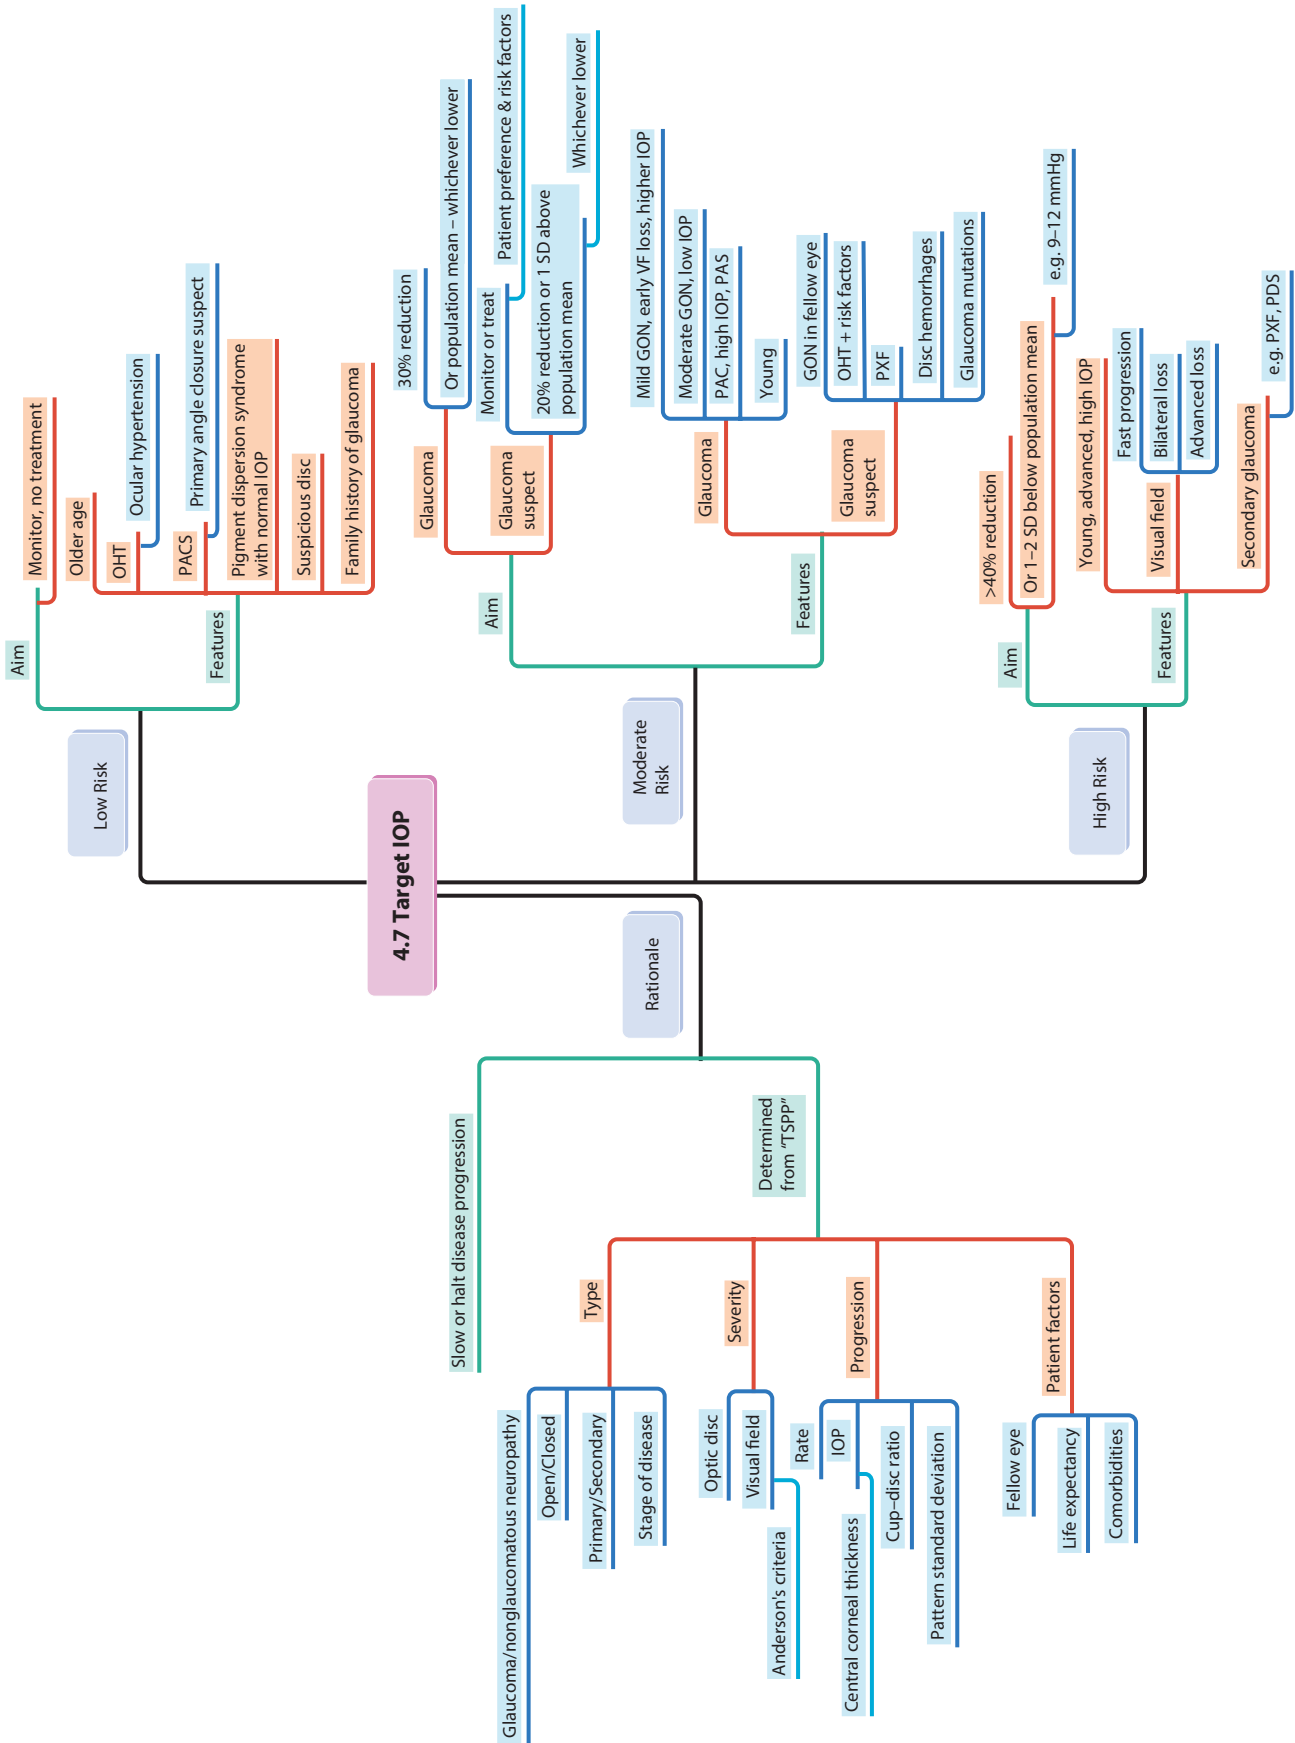 4.7 Target IOP
Rationale
Slow or halt disease progression
Determined
from “TSPP”
Type
Glaucoma/nonglaucomatous neuropathy
Open/Closed
Primary/Secondary
Stage of disease
Severity
Optic disc
Visual field
Anderson's criteria
Progression
Rate
IOP
Central corneal thickness
Cup–disc ratio
Pattern standard deviation
Patient factors
Fellow eye
Life expectancy
Comorbidities
Low Risk
Aim
Monitor, no treatment
Features
Older age
OHT
Ocular hypertension
PACS
Primary angle closure suspect
Pigment dispersion syndrome
with normal IOP
Suspicious disc
Family history of glaucoma
Moderate
Risk
Aim
Glaucoma
30% reduction
Or population mean – whichever lower
Glaucoma
suspect
Monitor or treat
Patient preference & risk factors
20% reduction or 1 SD above
population mean
Whichever lower
Features
Glaucoma
Mild GON, early VF loss, higher IOP
Moderate GON, low IOP
PAC, high IOP, PAS
Young
Glaucoma
suspect
GON in fellow eye
OHT + risk factors
PXF
Disc hemorrhages
Glaucoma mutations
High Risk
Aim
>40% reduction
Or 1–2 SD below population mean
e.g. 9–12 mmHg
Features
Young, advanced, high IOP
Visual field
Fast progression
Bilateral loss
Advanced loss
Secondary glaucoma
e.g. PXF, PDS